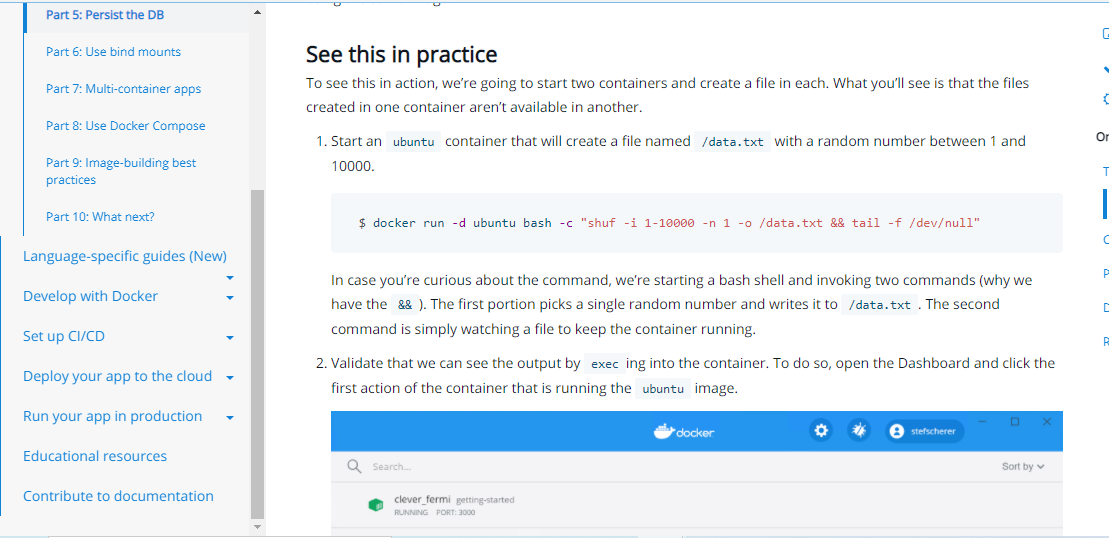 Part 5: Persist the DB
Part 6: Use bind mounts
Part 7: Multi-container apps
Part 8: Use Docker Compose
Part 9: Image-building best
practices
Part 10: What next?
Language-specific guides (New)
Develop with Docker
Set up CI/CD
Deploy your app to the cloud
Run your app in production
Educational resources
Contribute to documentation
See this in practice
To see this in action, we’re going to start two containers and create a file in each. What you’ll see is that the files
created in one container aren’t available in another.
1. Start an ubuntu container that will create a file named /data.txt with a random number between 1 and
10000.
$ docker run -d ubuntu bash -c "shuf -i 1-10000 -n 1 -o /data.txt && tail -f /dev/null"
In case you’re curious about the command, we’re starting a bash shell and invoking two commands (why we
have the && ). The first portion picks a single random number and writes it to /data.txt . The second
command is simply watching a file to keep the container running.
2. Validate that we can see the output by exec ing into the container. To do so, open the Dashboard and click the
first action of the container that is running the ubuntu image.
docker
stefscherer
Search...
Sort by
clever_fermi getting-started
RUNNING PORT: 3000